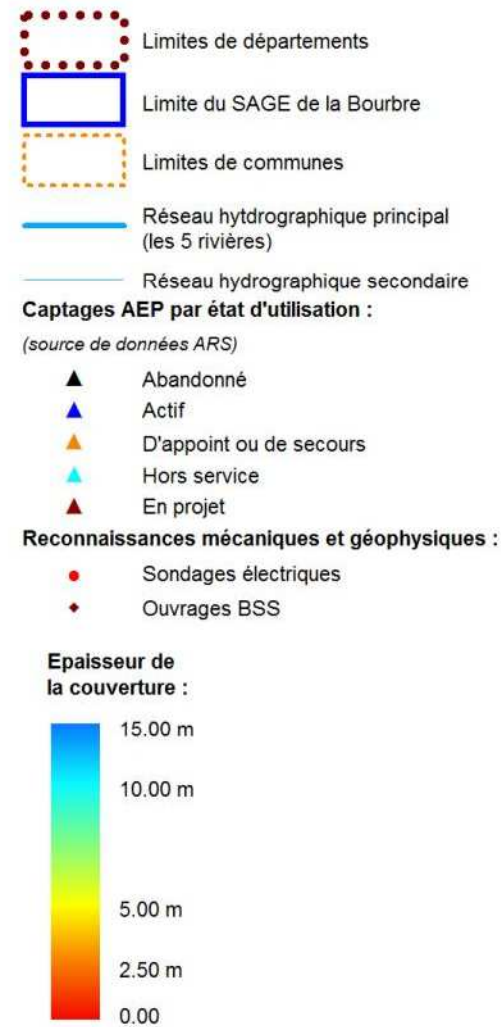 Limites de départements
Limite du SAGE de la Bourbre
Limites de communes
Réseau hytdrographique principal
(les 5 rivières)
Réseau hydrographique secondaire
Captages AEP par état d'utilisation :
(source de données ARS)
Abandonné
Actif
D'appoint ou de secours
Hors service
En projet
Reconnaissances mécaniques et géophysiques :
Sondages électriques
Ouvrages BSS
Epaisseur de
la couverture :
15.00 m
10.00 m
5.00 m
2.50 m
0.00